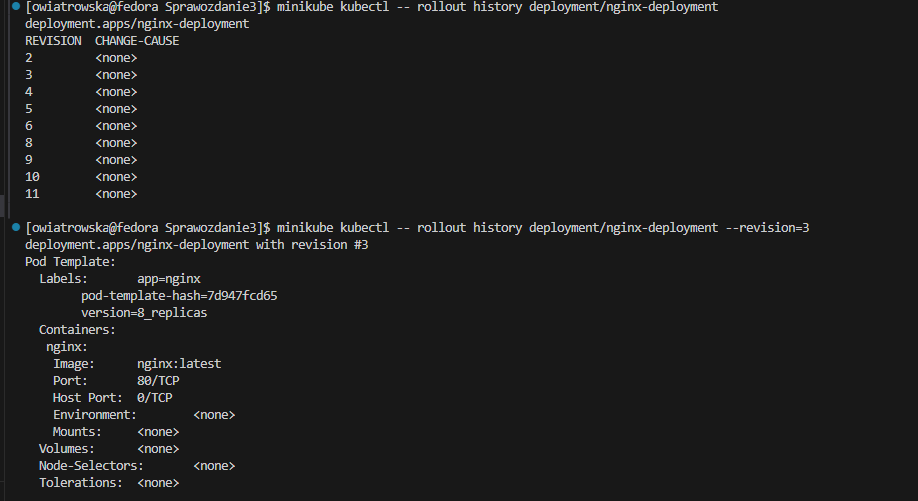 [owiatrowska@fedora Sprawozdanie3]$ minikube kubectl -- rollout history deployment/nginx-deployment
deployment.apps/nginx-deployment
REVISION  CHANGE-CAUSE
2         <none>
3         <none>
4         <none>
5         <none>
6         <none>
8         <none>
9         <none>
10        <none>
11        <none>
[owiatrowska@fedora Sprawozdanie3]$ minikube kubectl -- rollout history deployment/nginx-deployment --revision=3
deployment.apps/nginx-deployment with revision #3
Pod Template:
  Labels:       app=nginx
        pod-template-hash=7d947fcd65
        version=8_replicas
  Containers:
   nginx:
    Image:      nginx:latest
    Port:       80/TCP
    Host Port:  0/TCP
    Environment:        <none>
    Mounts:     <none>
  Volumes:      <none>
  Node-Selectors:       <none>
  Tolerations:  <none>